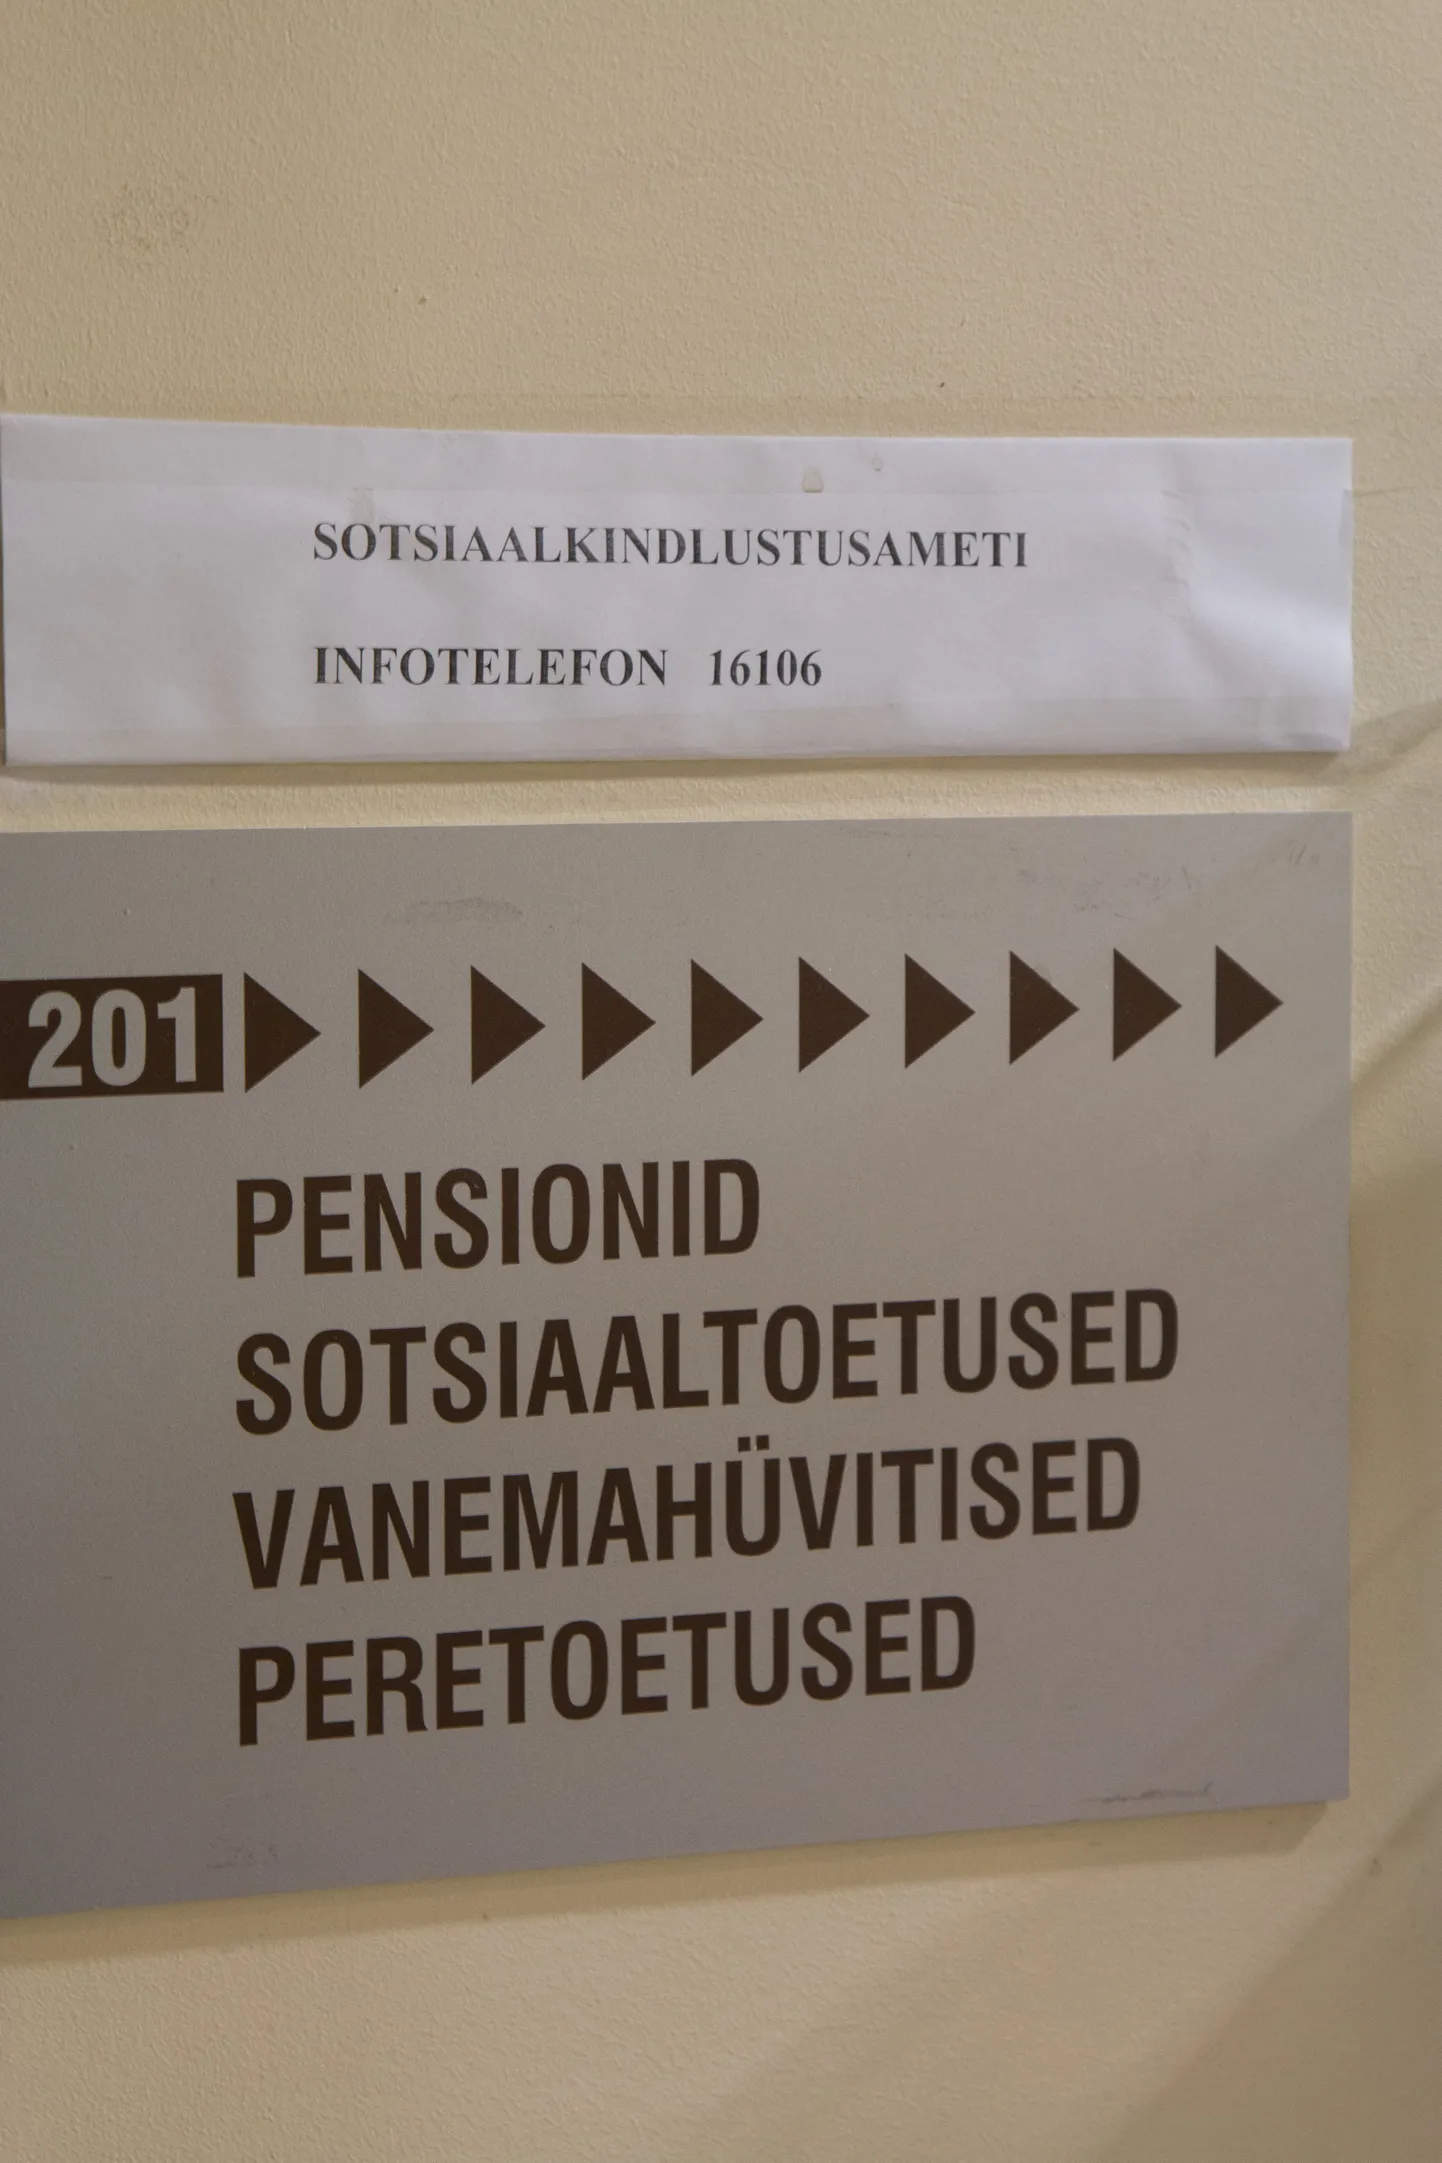 SOTSIAALKINDLUSTUSAMETI
INFOTELEFON 16106
201
PENSIONID
SOTSIAALTOETUSED
VANEMAHÜVITISED
PERETOETUSED